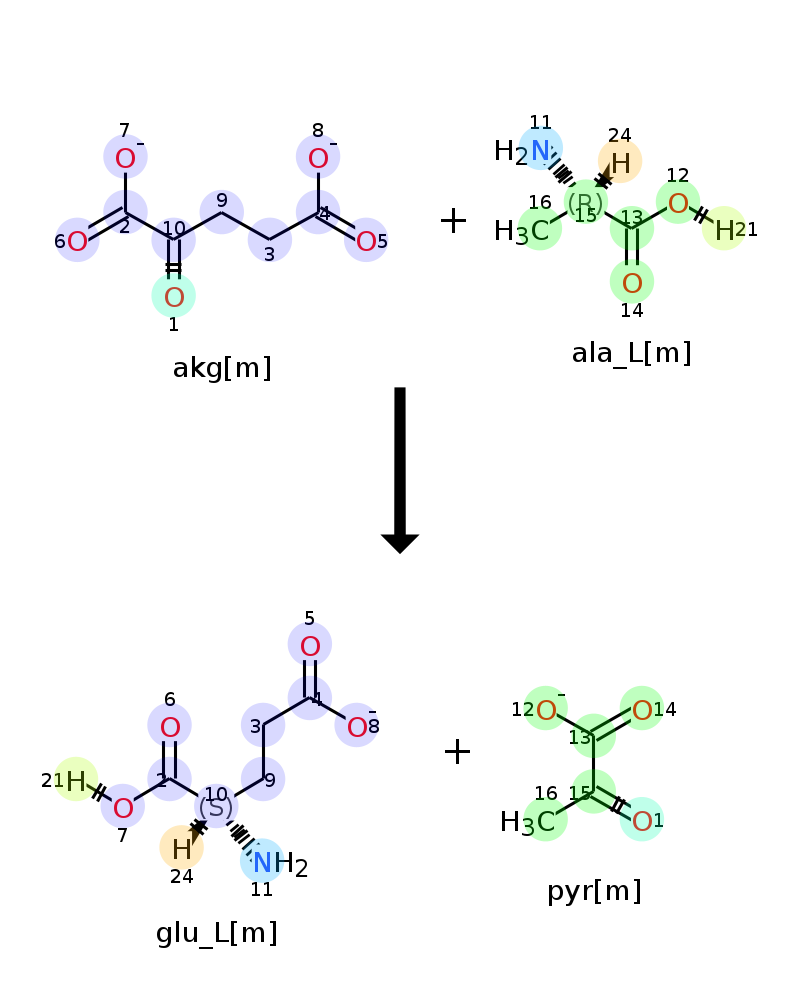 7 8 11 24
O- O- H2N H 12
16 (R) O
10 9 4 H3C 15 13 H21
6O 2 3 O5 +
O O
1 14
akg[m] ala_L[m]
5
O
6 4
O 3 O-8 12O- O14
2 9 + 13
21H 10 16 15
O (S) H3C O1
7 H NH2
24 11 pyr[m]
glu_L[m]